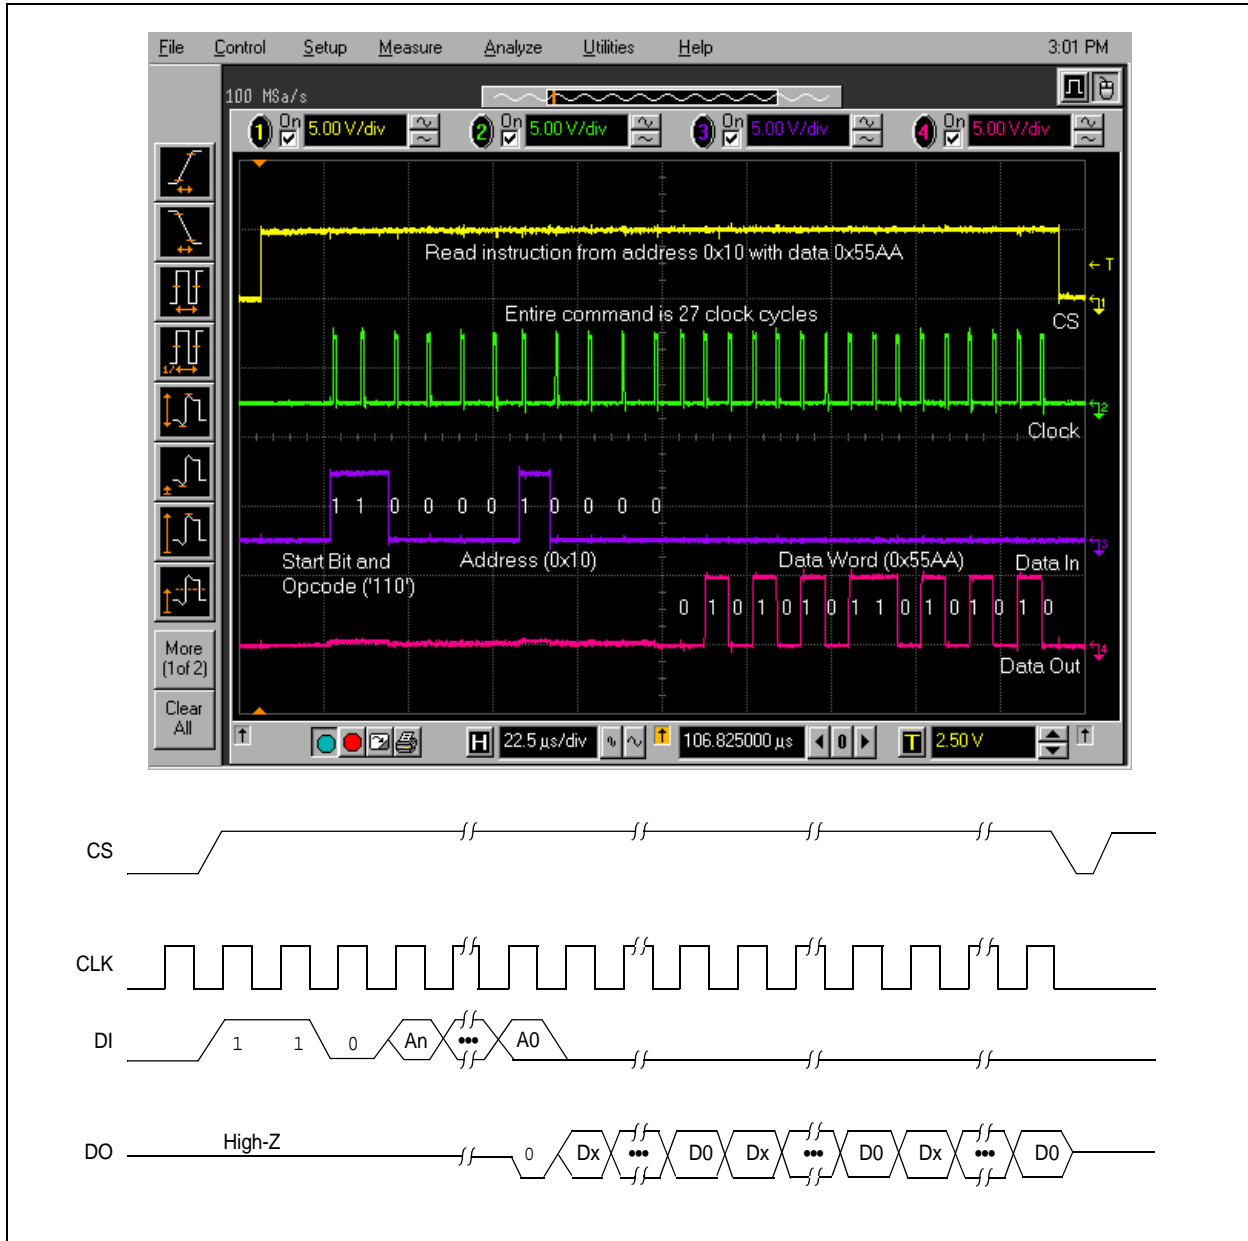 File Control Setup Measure Analyze Utilities Help 3:01 PM
100 MSa/s
1 On 5.00 V/div 2 On 5.00 V/div 3 On 5.00 V/div 4 On 5.00 V/div
Read instruction from address 0x10 with data 0x55AA
T
1
Entire command is 27 clock cycles
CS
2
Clock
1 1 0 0 0 0 1 0 0 0 0
3
Start Bit and
Opcode ('110')
Address (0x10)
Data Word (0x55AA)
Data In
0 1 0 1 0 1 0 1 1 0 1 0 1 0 1 0
4
Data Out
1/
More
(1 of 2)
Clear
All
H 22.5 µs/div 106.825000 µs 0 T 2.50 V
CS
CLK
DI 1 1 0 An ••• A0
DO High-Z 0 Dx ••• D0 Dx ••• D0 Dx ••• D0